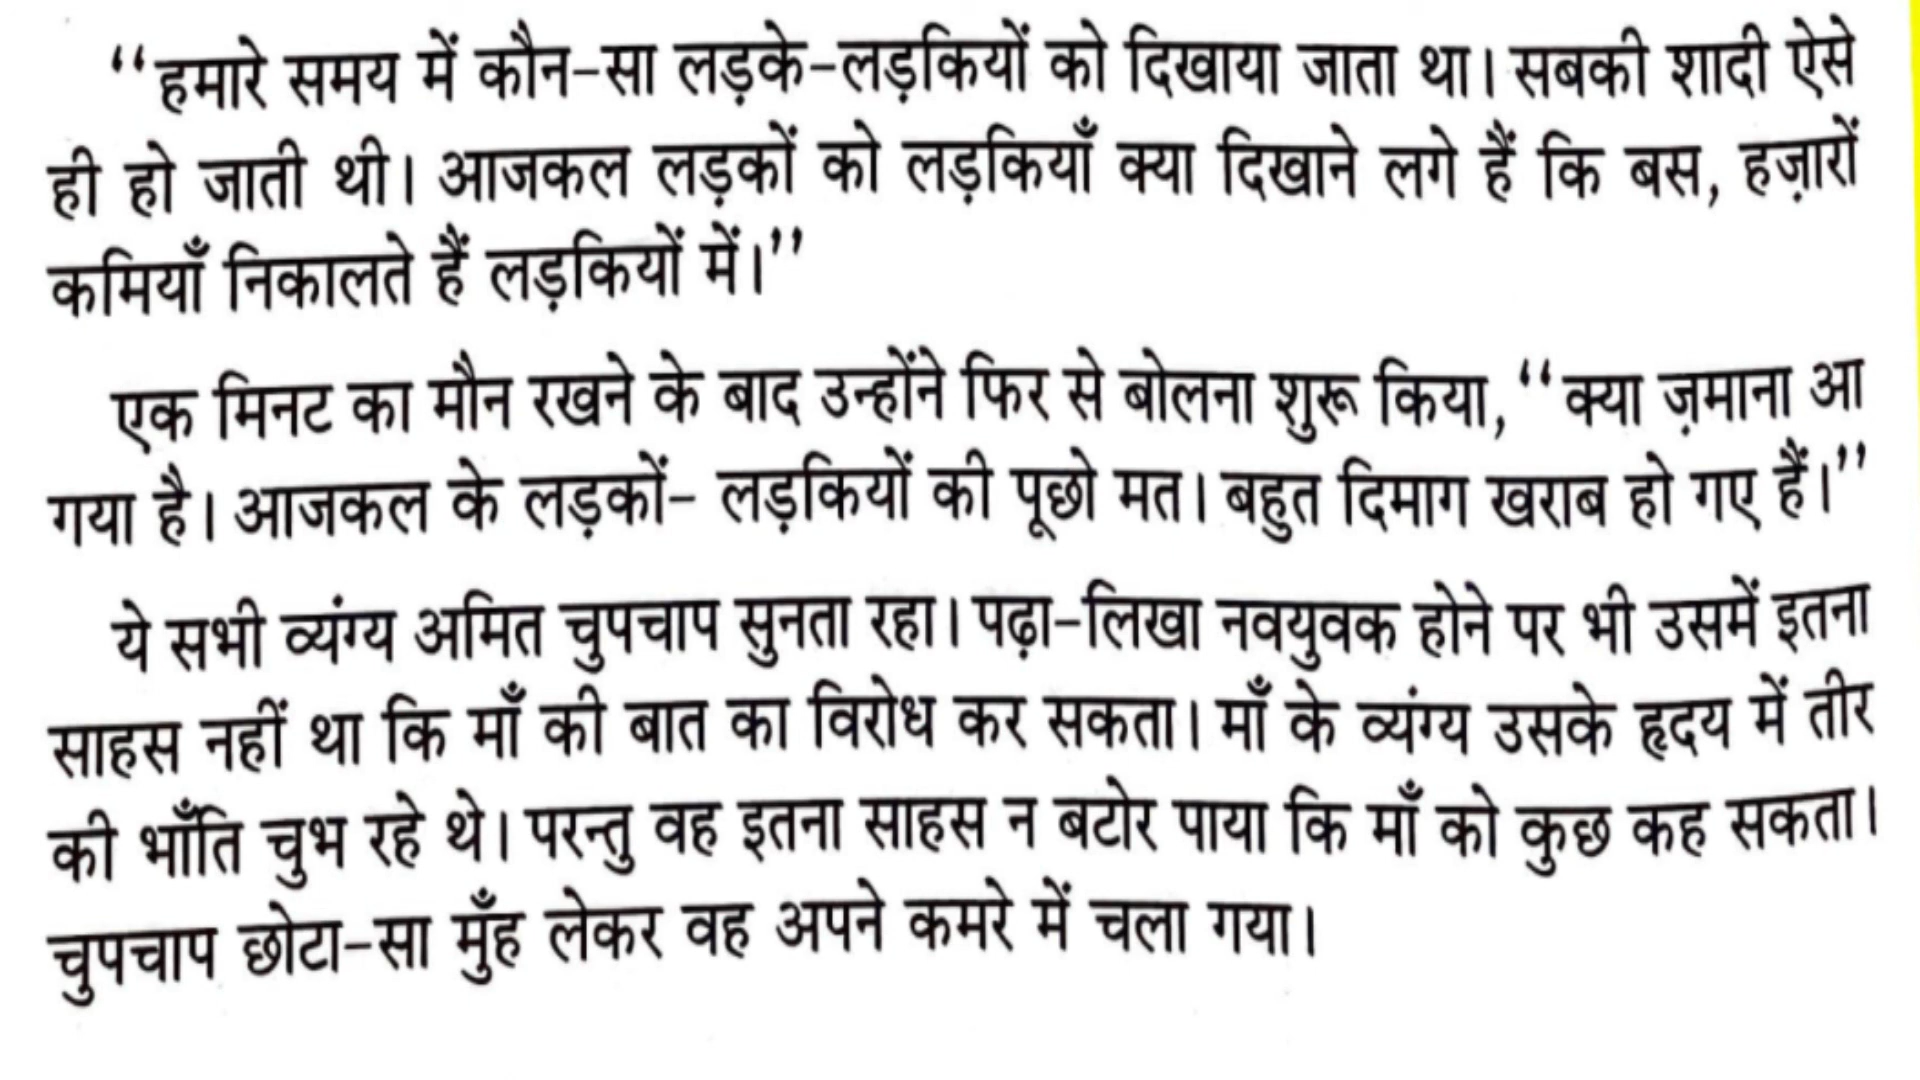 “हमारे समय में कौन-सा लड़के-लड़कियों को दिखाया जाता था। सबकी शादी ऐसे
ही हो जाती थी। आजकल लड़कों को लड़कियाँ क्या दिखाने लगे हैं कि बस, हज़ारों
कमियाँ निकालते हैं लड़कियों में।”
एक मिनट का मौन रखने के बाद उन्होंने फिर से बोलना शुरू किया, “क्या ज़माना आ
गया है। आजकल के लड़कों- लड़कियों की पूछो मत। बहुत दिमाग खराब हो गए हैं।”
ये सभी व्यंग्य अमित चुपचाप सुनता रहा। पढ़ा-लिखा नवयुवक होने पर भी उसमें इतना
साहस नहीं था कि माँ की बात का विरोध कर सकता। माँ के व्यंग्य उसके हृदय में तीर
की भाँति चुभ रहे थे। परन्तु वह इतना साहस न बटोर पाया कि माँ को कुछ कह सकता।
चुपचाप छोटा-सा मुँह लेकर वह अपने कमरे में चला गया।